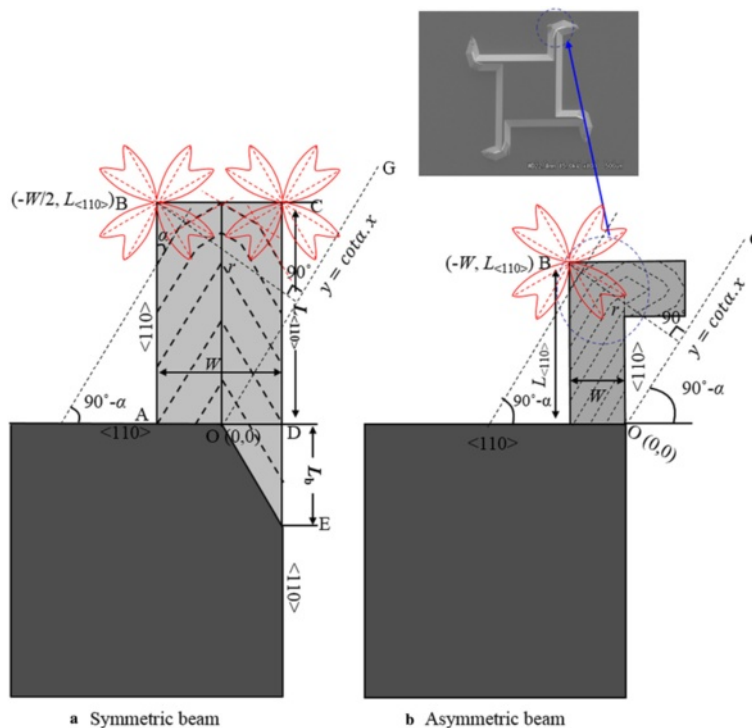 G
(-W/2, L<110>) B
C
α
r
90°
L<110>
y = cotα.x
<110>
W
90°-α
A
O (0,0)
D
<110>
Lb
E
<110>
a Symmetric beam
(-W, L<110>) B
r
90
y = cotα.x
L<110>
<110>
W
90°-α
90°-α
O (0,0)
<110>
b Asymmetric beam